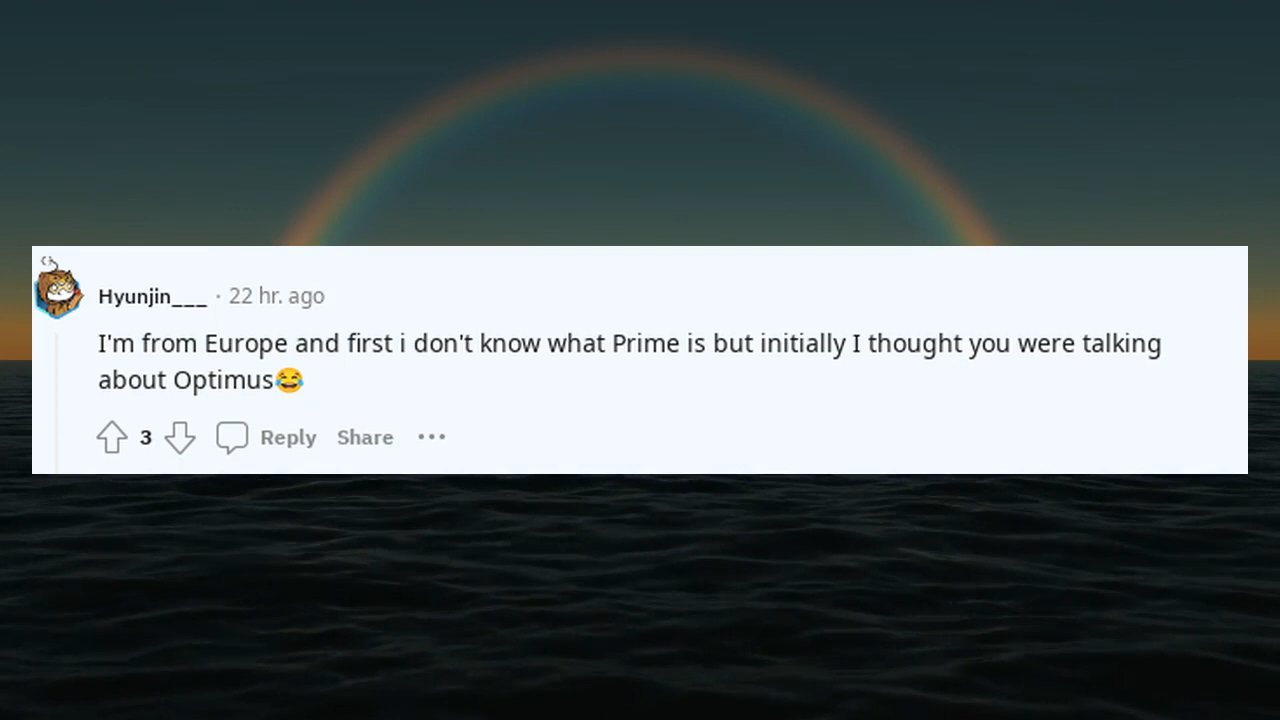 Hyunjin___ · 22 hr. ago
I'm from Europe and first i don't know what Prime is but initially I thought you were talking
about Optimus😂
3 Reply Share ···